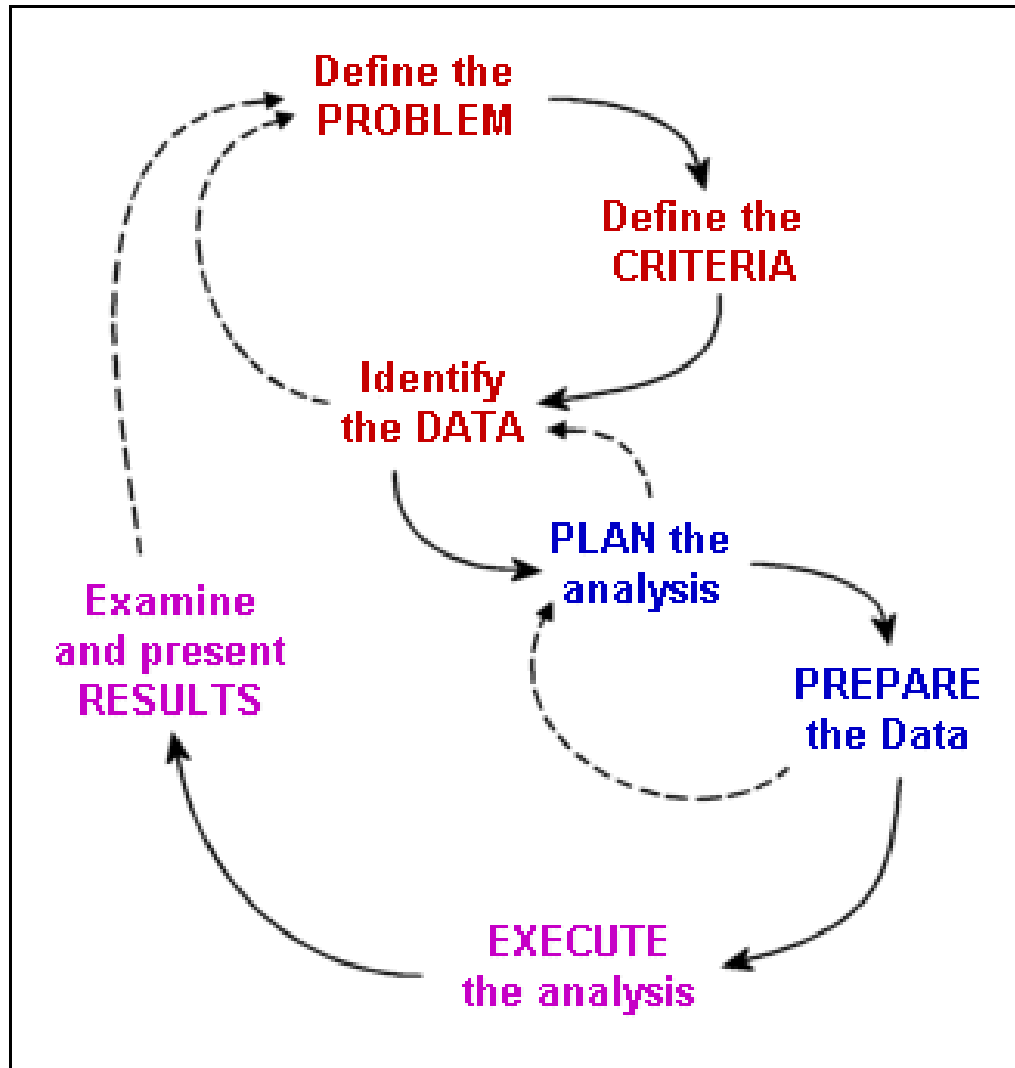 Define the
PROBLEM
Define the
CRITERIA
Identify
the DATA
PLAN the
analysis
PREPARE
the Data
EXECUTE
the analysis
Examine
and present
RESULTS